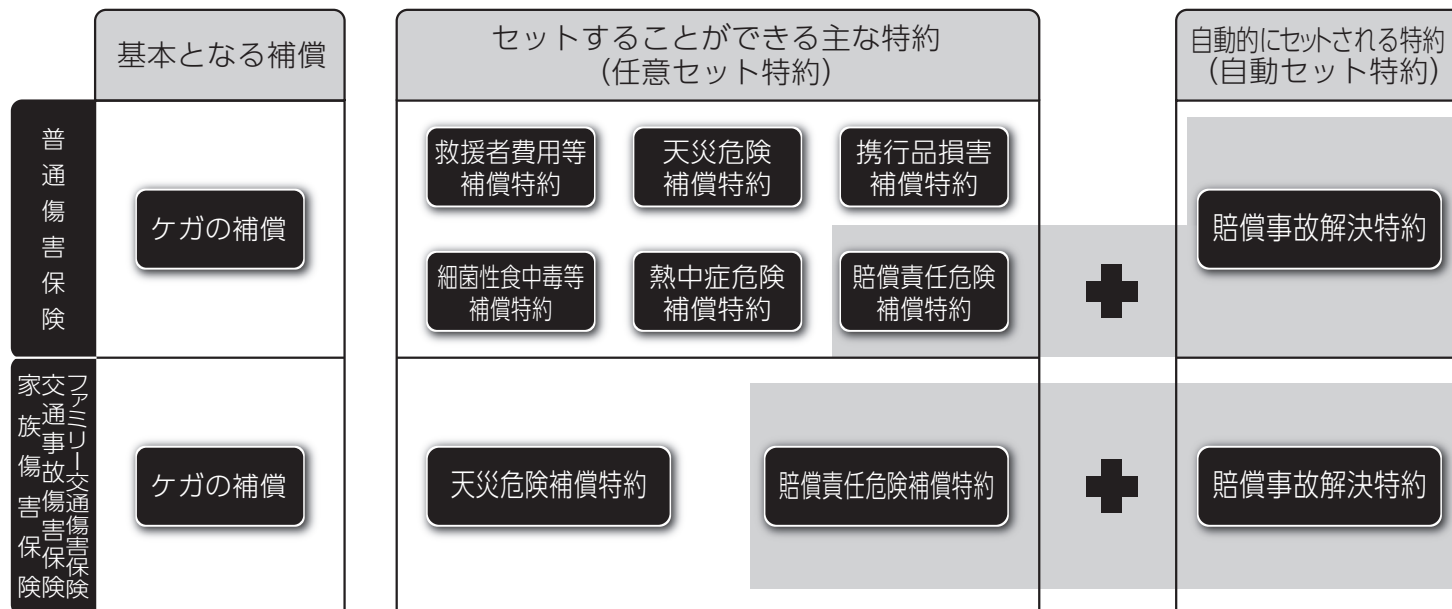 基本となる補償
セットすることができる主な特約
(任意セット特約)
自動的にセットされる特約
(自動セット特約)
普通傷害保険
ケガの補償
救援者費用等
補償特約
天災危険
補償特約
携行品損害
補償特約
細菌性食中毒等
補償特約
熱中症危険
補償特約
賠償責任危険
補償特約
賠償事故解決特約
ファミリー交通傷害保険
交通事故傷害保険
家族傷害保険
ケガの補償
天災危険補償特約
賠償責任危険補償特約
賠償事故解決特約